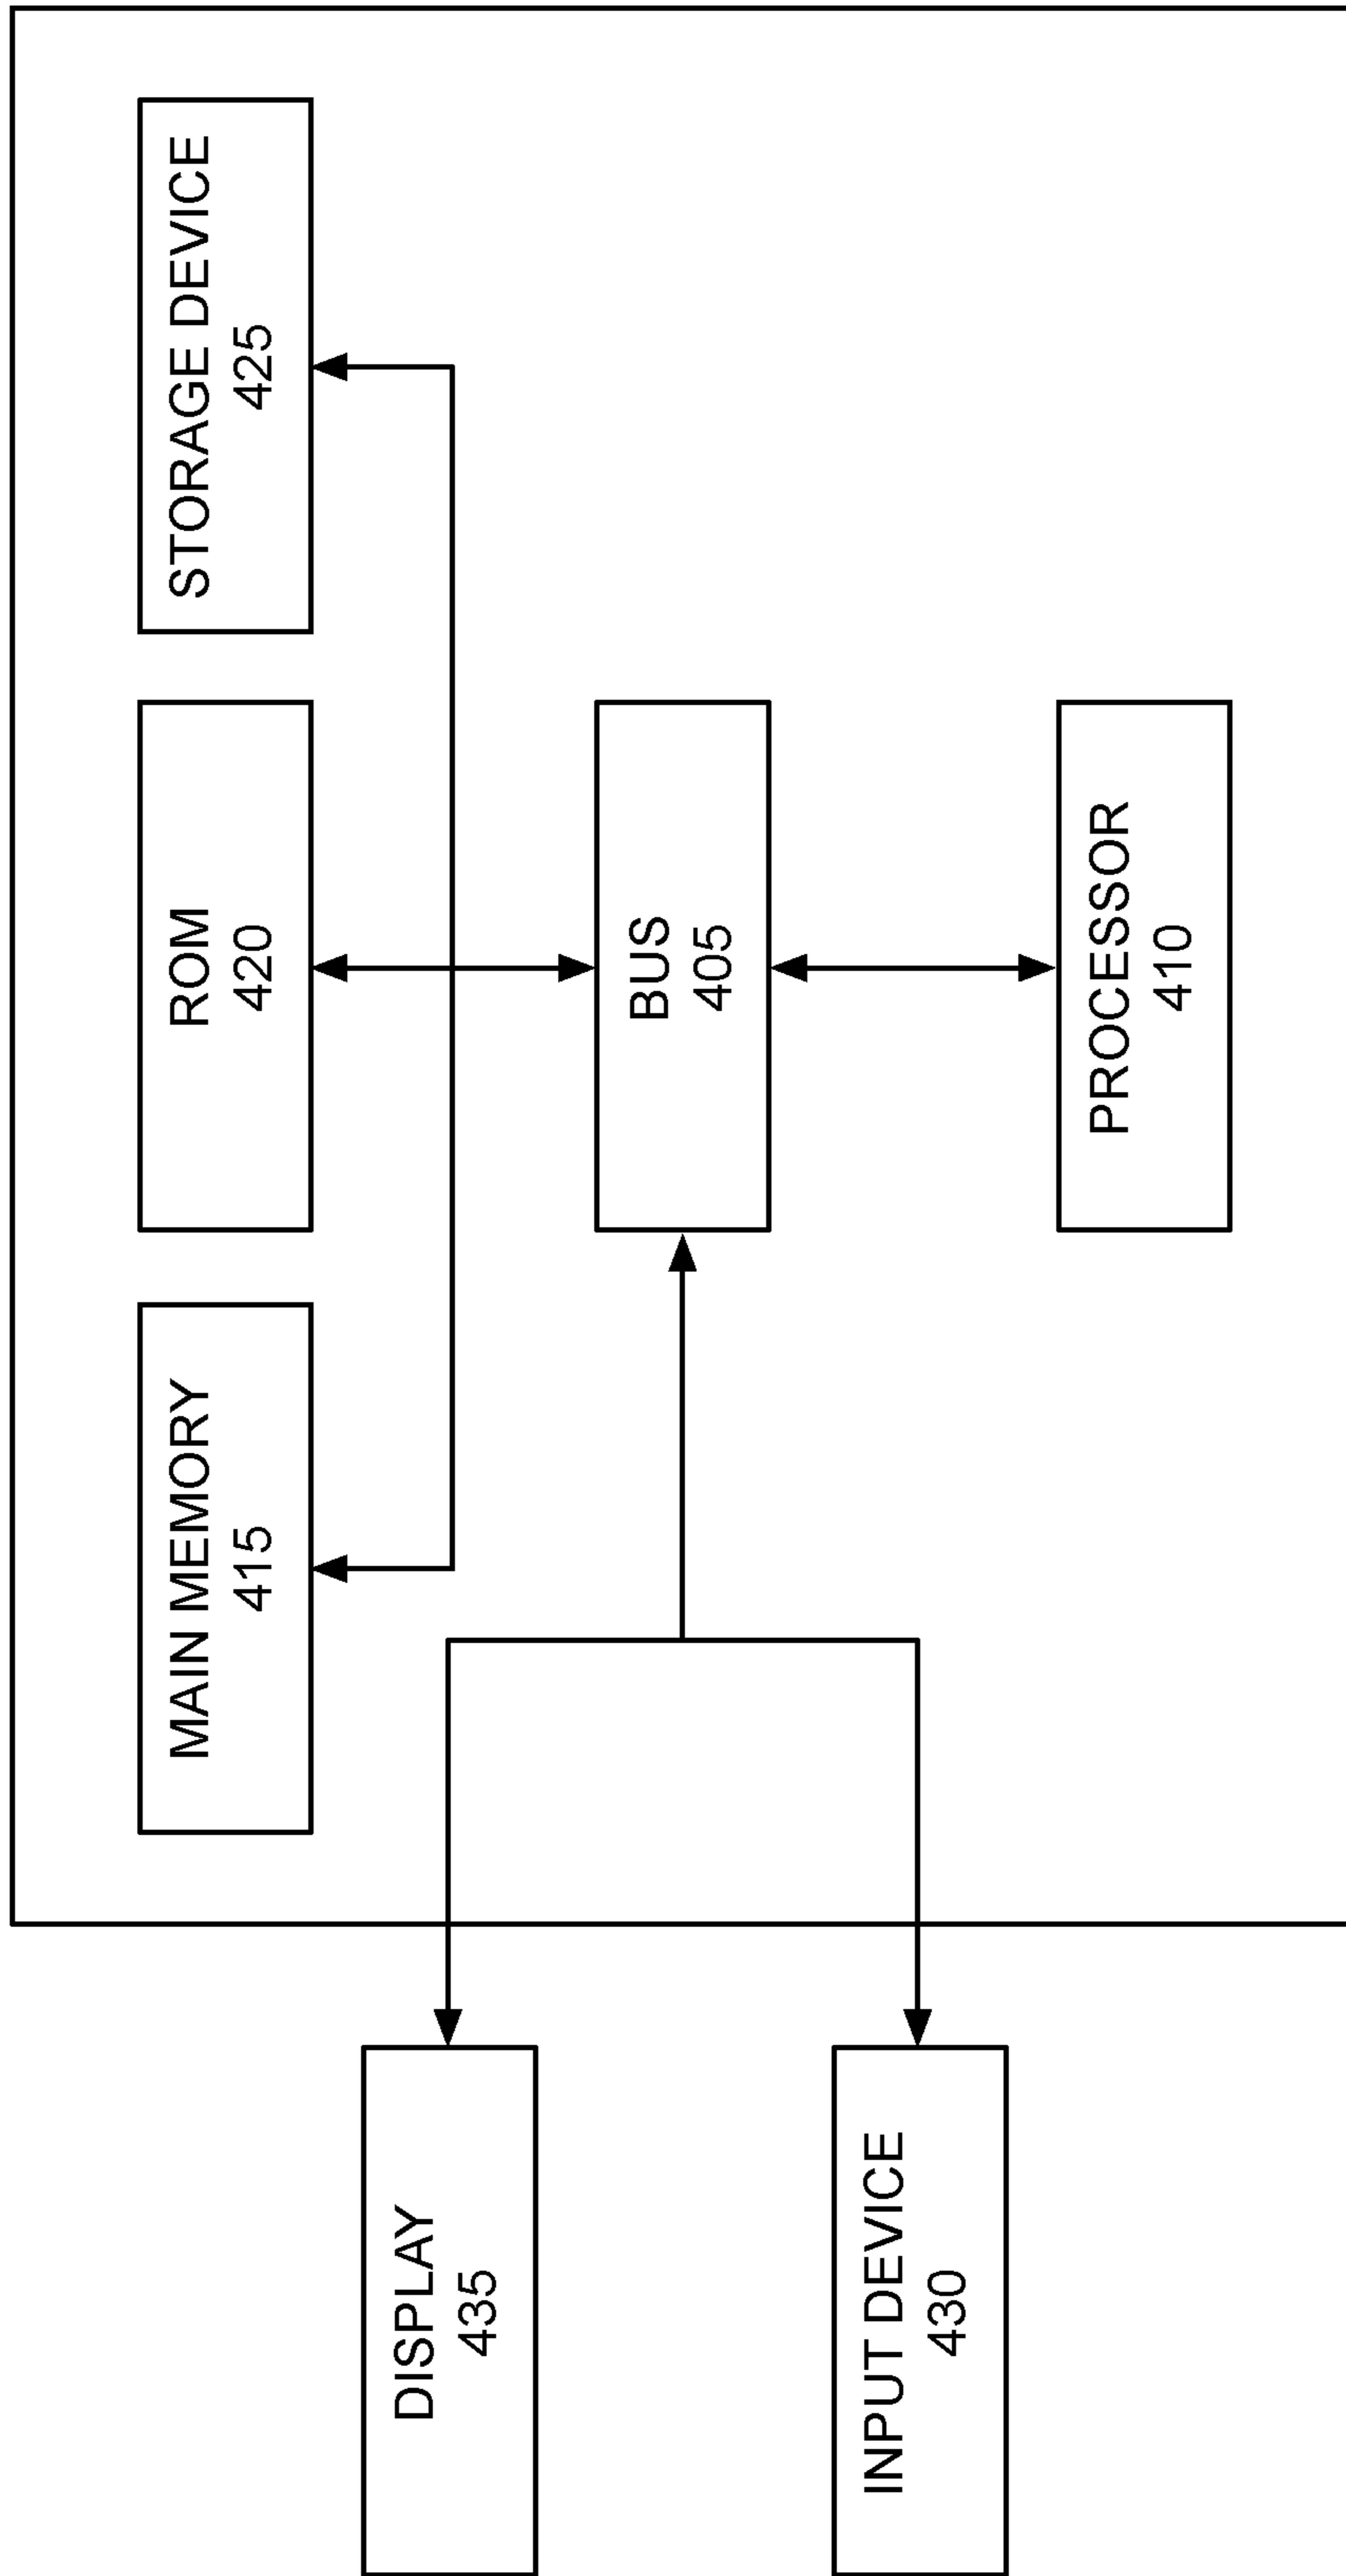 MAIN MEMORY
415
ROM
420
STORAGE DEVICE
425
DISPLAY
435
BUS
405
INPUT DEVICE
430
PROCESSOR
410